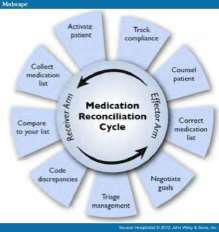 Medscape
Activate
patient
Track
compliance
Collect
medication
list
Counsel
patient
Compare
to your list
Receiver Arm
Medication
Reconciliation
Cycle
Effector Arm
Correct
medication
list
Code
discrepancies
Triage
management
Negotiate
goals
Source: Hospitalist © 2012 John Wiley & Sons, Inc